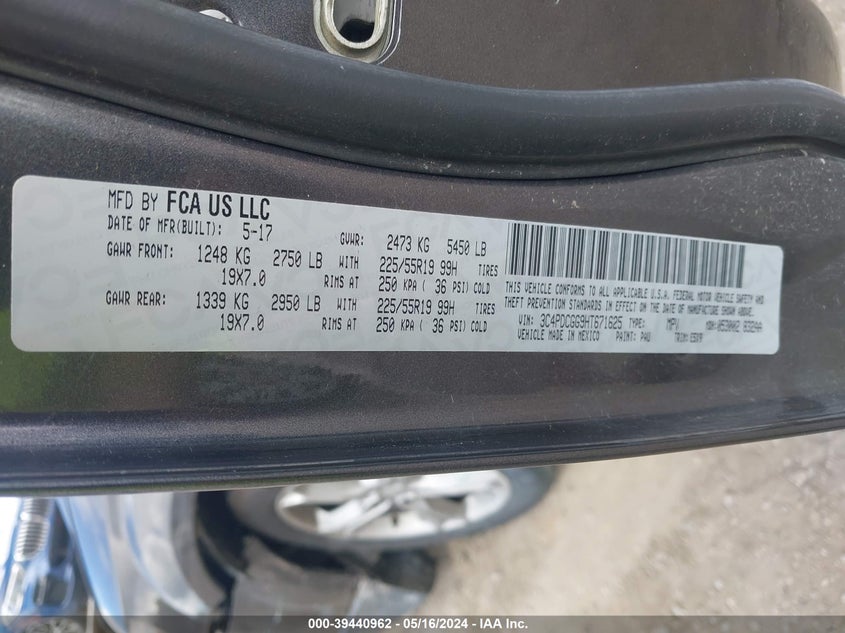 MFD BY FCA US LLC
DATE OF MFR(BUILT): 5-17 GVWR: 2473 KG 5450 LB
GAWR FRONT: 1248 KG 2750 LB WITH 225/55R19 99H TIRES
19X7.0 RIMS AT 250 KPA ( 36 PSI) COLD
GAWR REAR: 1339 KG 2950 LB WITH 225/55R19 99H TIRES
19X7.0 RIMS AT 250 KPA ( 36 PSI) COLD
THIS VEHICLE CONFORMS TO ALL APPLICABLE U.S.A. FEDERAL MOTOR VEHICLE SAFETY AND
THEFT PREVENTION STANDARDS IN EFFECT ON THE DATE OF MANUFACTURE SHOWN ABOVE.
VIN: 3C4PDCGG9HT671625 TYPE: MPV
VEHICLE MADE IN MEXICO PAINT: PAU TRIM:
000-39440962 - 05/16/2024 - IAA Inc.